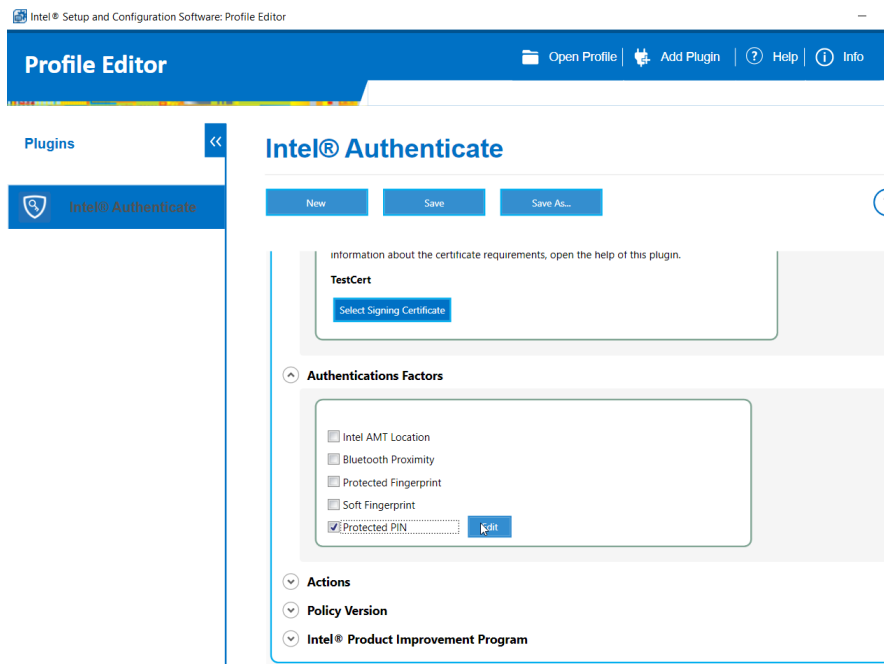 Intel® Setup and Configuration Software: Profile Editor
Profile Editor
Open Profile
Add Plugin
? Help
i Info
Plugins
<<
Intel® Authenticate
Intel® Authenticate
New
Save
Save As...
information about the certificate requirements, open the help of this plugin.
TestCert
Select Signing Certificate
Authentications Factors
Intel AMT Location
Bluetooth Proximity
Protected Fingerprint
Soft Fingerprint
Protected PIN
Edit
Actions
Policy Version
Intel® Product Improvement Program